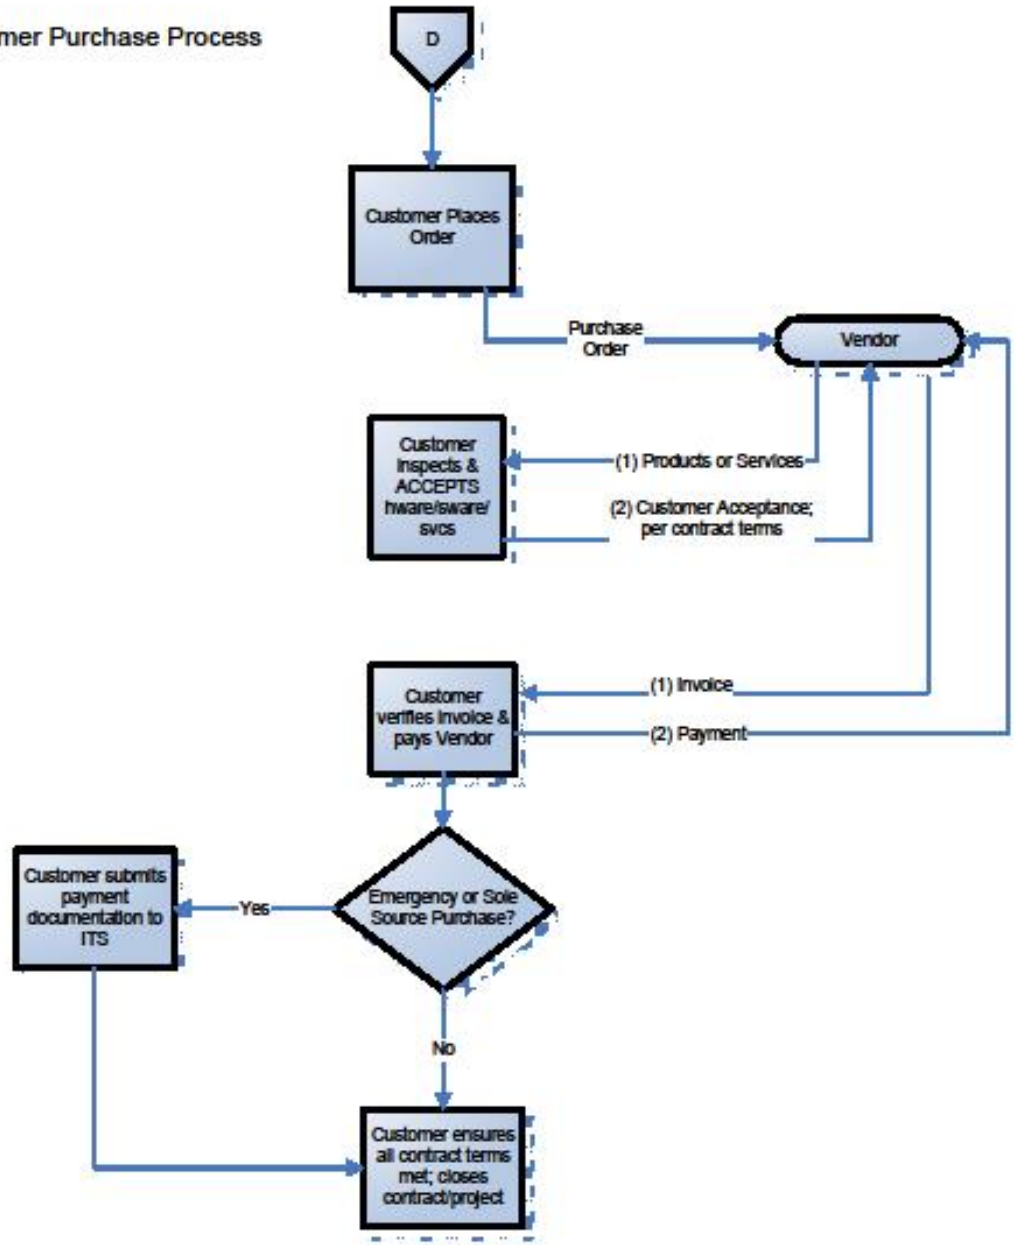 mer Purchase Process
D
Customer Places
Order
Purchase
Order
Vendor
Customer
Inspects &
ACCEPTS
hware/sware/
svcs
(1) Products or Services
(2) Customer Acceptance;
per contract terms
Customer
verifies Invoice &
pays Vendor
(1) Invoice
(2) Payment
Customer submits
payment
documentation to
ITS
Yes
Emergency or Sole
Source Purchase?
No
Customer ensures
all contract terms
met; closes
contract/project